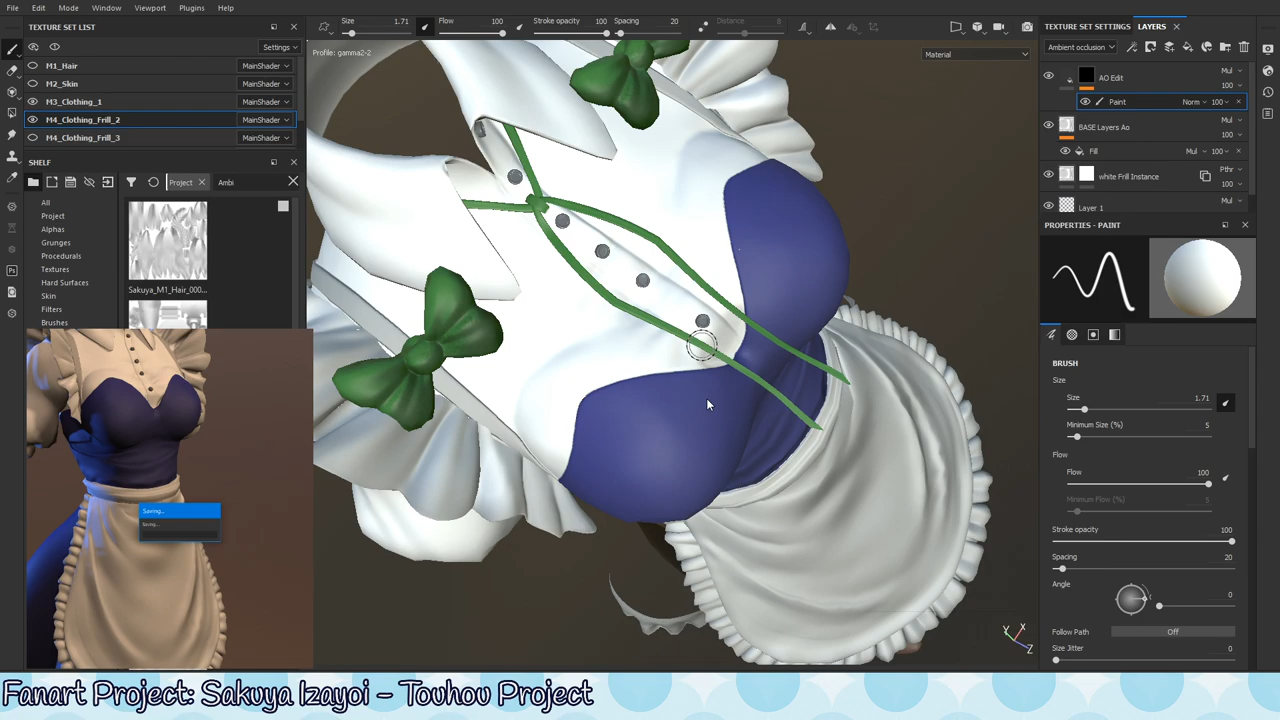 File Edit Mode Window Viewport Plugins Help
TEXTURE SET LIST
Settings
M1_Hair MainShader
M2_Skin MainShader
M3_Clothing_1 MainShader
M4_Clothing_Frill_2 MainShader
M4_Clothing_Frill_3 MainShader
SHELF
Project Ambi
All
Project
Alphas
Grunges
Procedurals
Textures
Hard Surfaces
Skin
Filters
Brushes
Sakuya_M1_Hair_000...
Saving...
Saving...
Size 1.71 Flow 100 Stroke opacity 100 Spacing 20 Distance 8
Profile: gamma2-2
Material
Y X Z
TEXTURE SET SETTINGS LAYERS
Ambient occlusion
AO Edit Mul 100
Paint Norm 100
BASE Layers Ao Mul 100
Fill Mul 100
white Frill Instance Pthr 100
Layer 1 Mul
PROPERTIES - PAINT
BRUSH
Size
Size 1.71
Minimum Size (%) 5
Flow
Flow 100
Minimum Flow (%) 5
Stroke opacity 100
Spacing 20
Angle 0
Follow Path Off
Size Jitter 0
Ps
Fanart Project: Sakuya Izayoi - Touhou Project